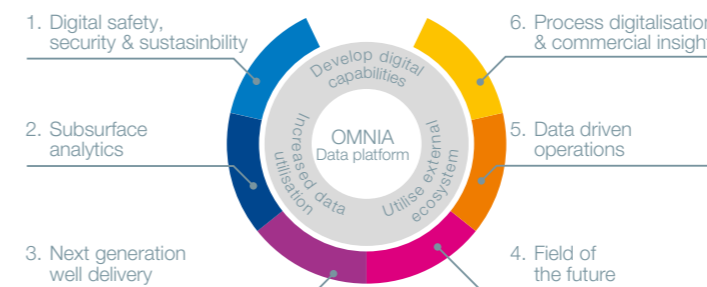 1. Digital safety,
security & sustasinbility
2. Subsurface
analytics
3. Next generation
well delivery
Develop digital
capabilities
Increased data
utilisation
OMNIA
Data platform
Utilise external
ecosystem
6. Process digitalisation
& commercial insight
5. Data driven
operations
4. Field of
the future